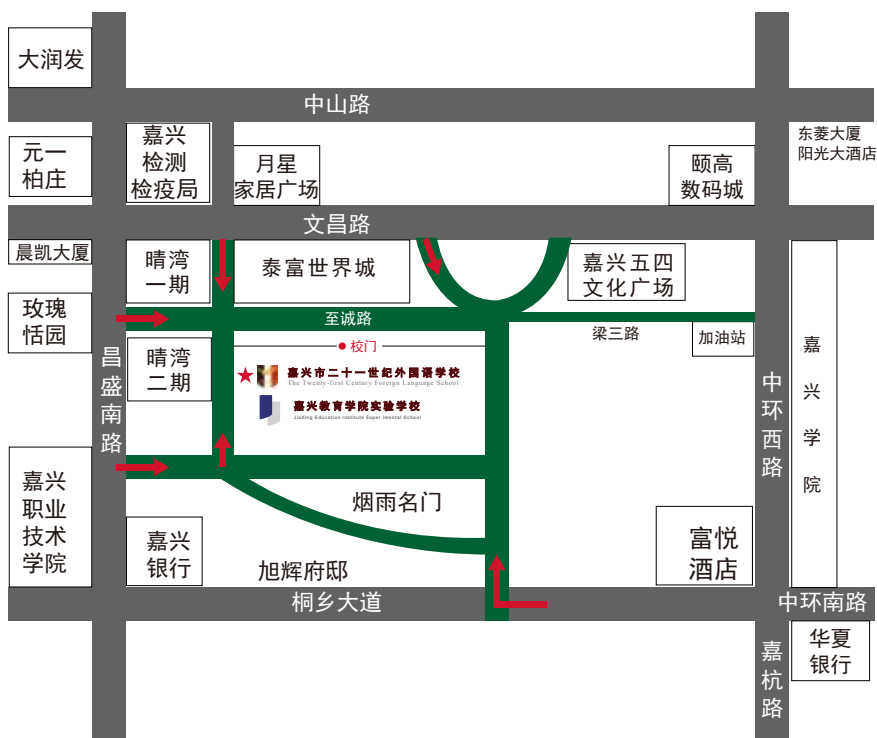 大润发
中山路
元一
柏庄
嘉兴
检测
检疫局
月星
家居广场
颐高
数码城
东菱大厦
阳光大酒店
文昌路
晨凯大厦
晴湾
一期
泰富世界城
嘉兴五四
文化广场
玫瑰
恬园
至诚路
梁三路
加油站
校门
昌盛南路
晴湾
二期
嘉兴市二十一世纪外国语学校
The Twenty-first Century Foreign Language School
嘉兴教育学院实验学校
JiaXing Education Institute Exper imental School
中环西路
嘉兴学院
嘉兴
职业
技术
学院
烟雨名门
嘉兴
银行
旭辉府邸
富悦
酒店
桐乡大道
中环南路
嘉杭路
华夏
银行